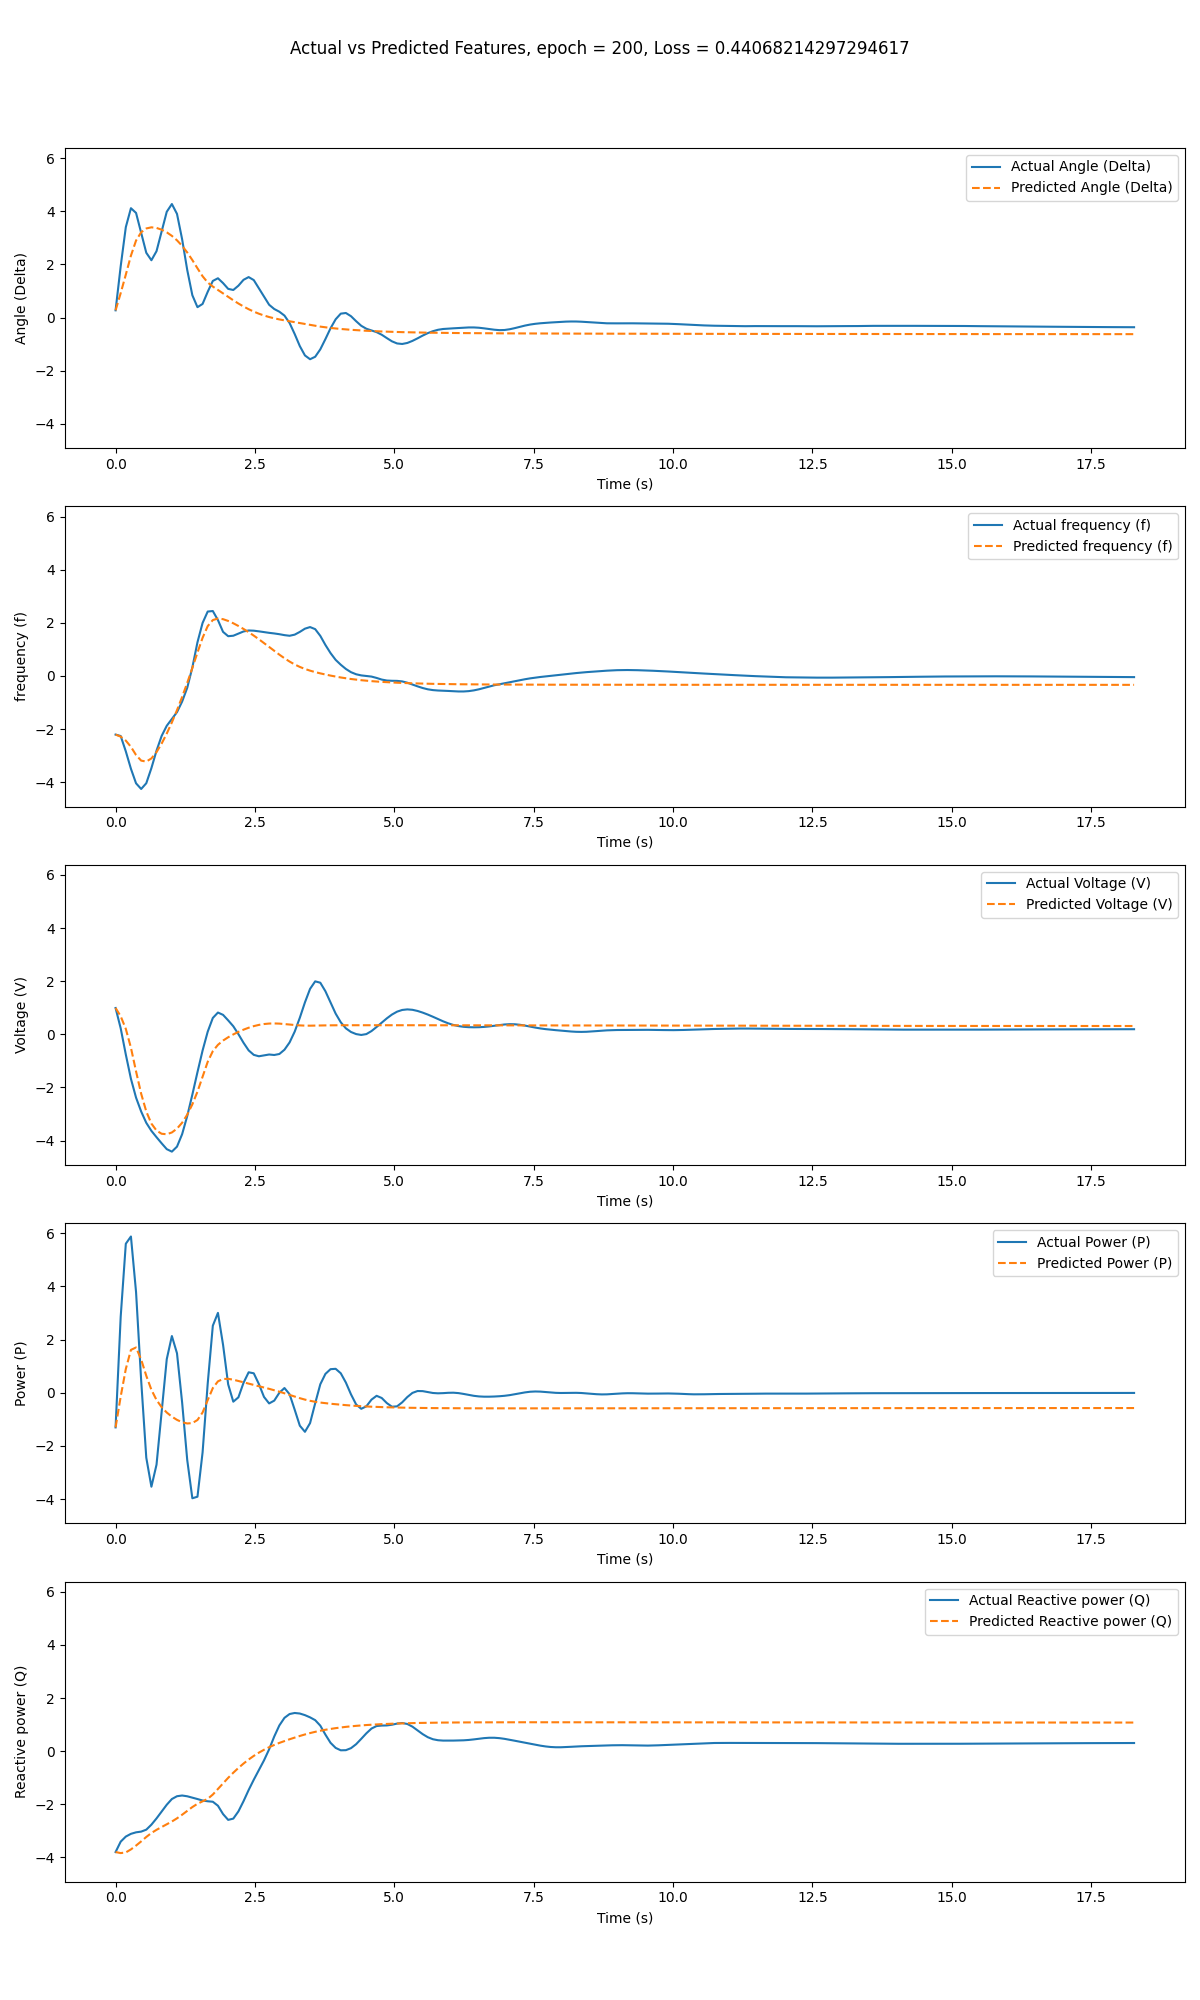 Actual vs Predicted Features, epoch = 200, Loss = 0.44068214297294617
Actual Angle (Delta)
Predicted Angle (Delta)
Angle (Delta)
6
4
2
0
−2
−4
0.0 2.5 5.0 7.5 10.0 12.5 15.0 17.5
Time (s)
Actual frequency (f)
Predicted frequency (f)
frequency (f)
6
4
2
0
−2
−4
0.0 2.5 5.0 7.5 10.0 12.5 15.0 17.5
Time (s)
Actual Voltage (V)
Predicted Voltage (V)
Voltage (V)
6
4
2
0
−2
−4
0.0 2.5 5.0 7.5 10.0 12.5 15.0 17.5
Time (s)
Actual Power (P)
Predicted Power (P)
Power (P)
6
4
2
0
−2
−4
0.0 2.5 5.0 7.5 10.0 12.5 15.0 17.5
Time (s)
Actual Reactive power (Q)
Predicted Reactive power (Q)
Reactive power (Q)
6
4
2
0
−2
−4
0.0 2.5 5.0 7.5 10.0 12.5 15.0 17.5
Time (s)